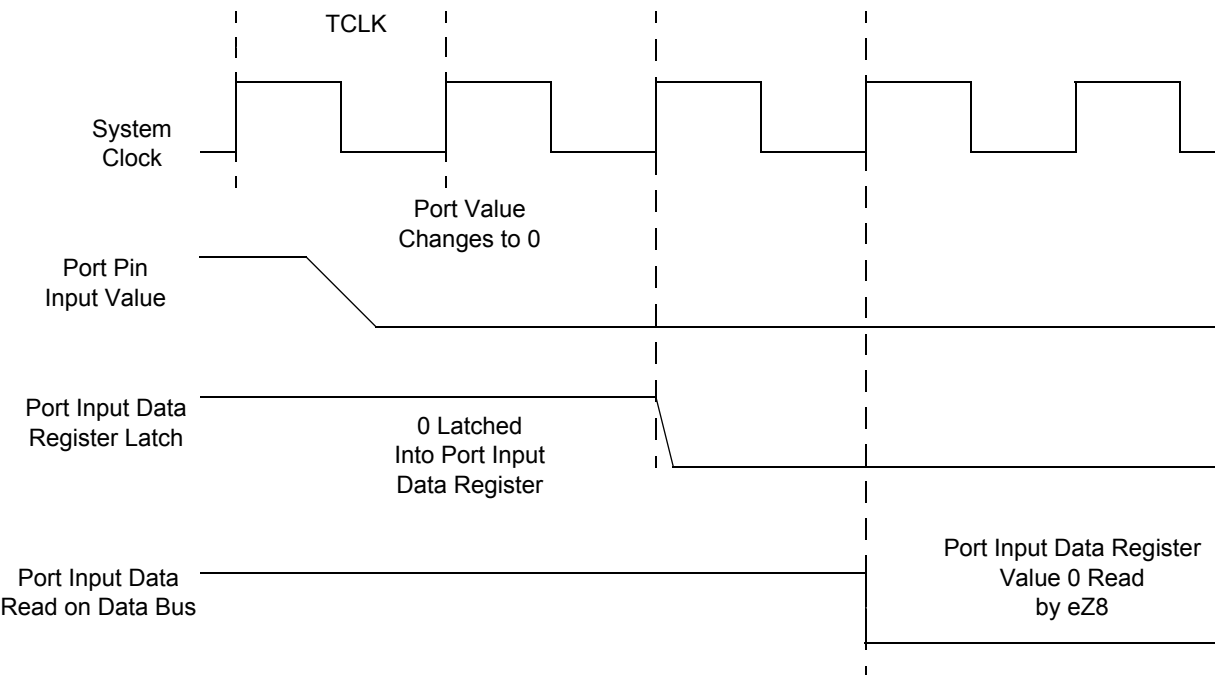 TCLK
System
Clock
Port Value
Changes to 0
Port Pin
Input Value
Port Input Data
Register Latch
0 Latched
Into Port Input
Data Register
Port Input Data
Read on Data Bus
Port Input Data Register
Value 0 Read
by eZ8